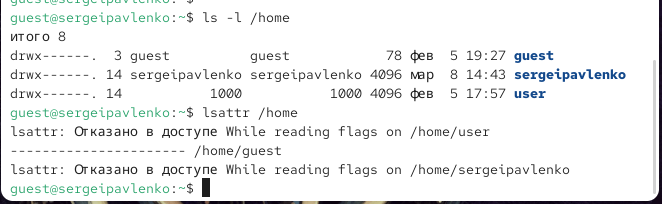 guest@sergeipavlenko:~$ ls -l /home
итого 8
drwx------.  3 guest          guest            78 фев  5 19:27 guest
drwx------. 14 sergeipavlenko sergeipavlenko 4096 мар  8 14:43 sergeipavlenko
drwx------. 14           1000           1000 4096 фев  5 17:57 user
guest@sergeipavlenko:~$ lsattr /home
lsattr: Отказано в доступе While reading flags on /home/user
---------------------- /home/guest
lsattr: Отказано в доступе While reading flags on /home/sergeipavlenko
guest@sergeipavlenko:~$